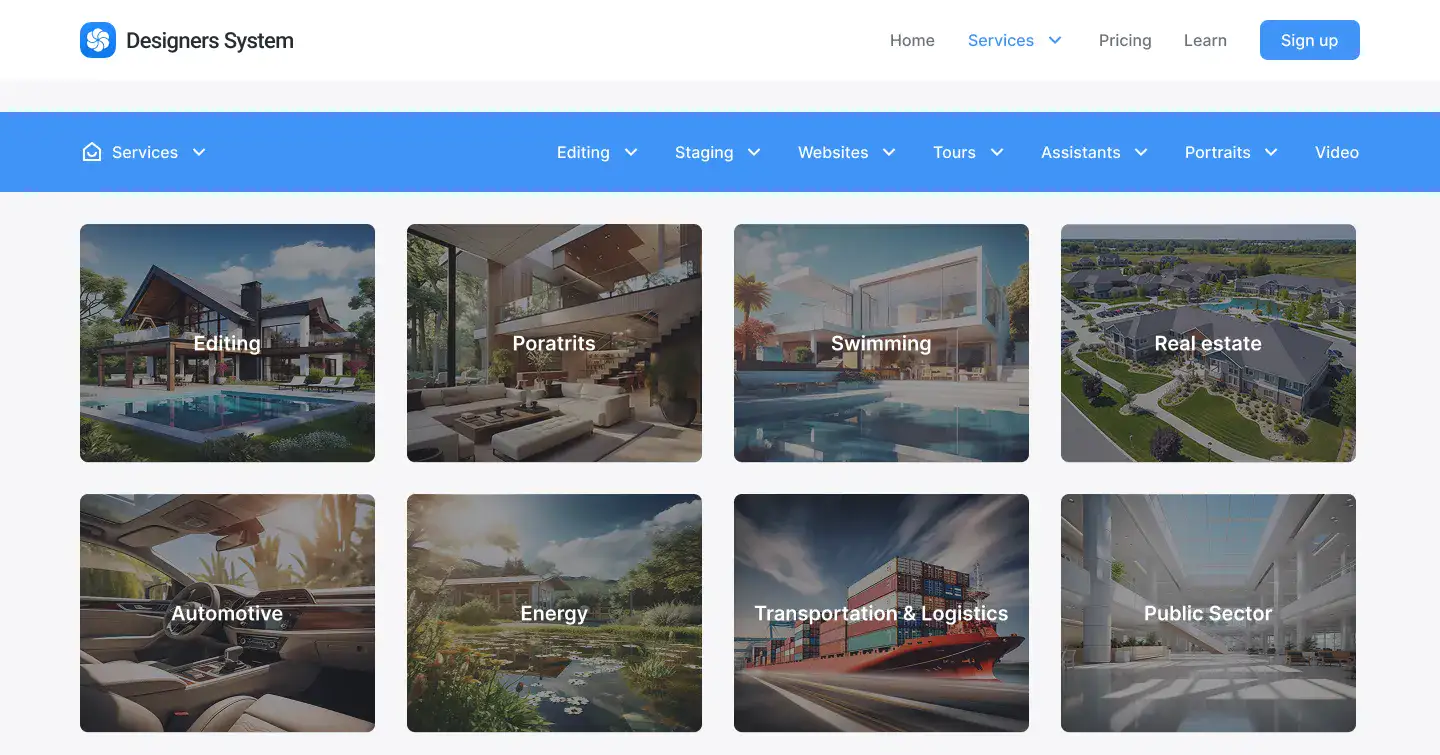 Designers System
Home Services Pricing Learn Sign up
Services Editing Staging Websites Tours Assistants Portraits Video
Editing Poratrits Swimming Real estate
Automotive Energy Transportation & Logistics Public Sector